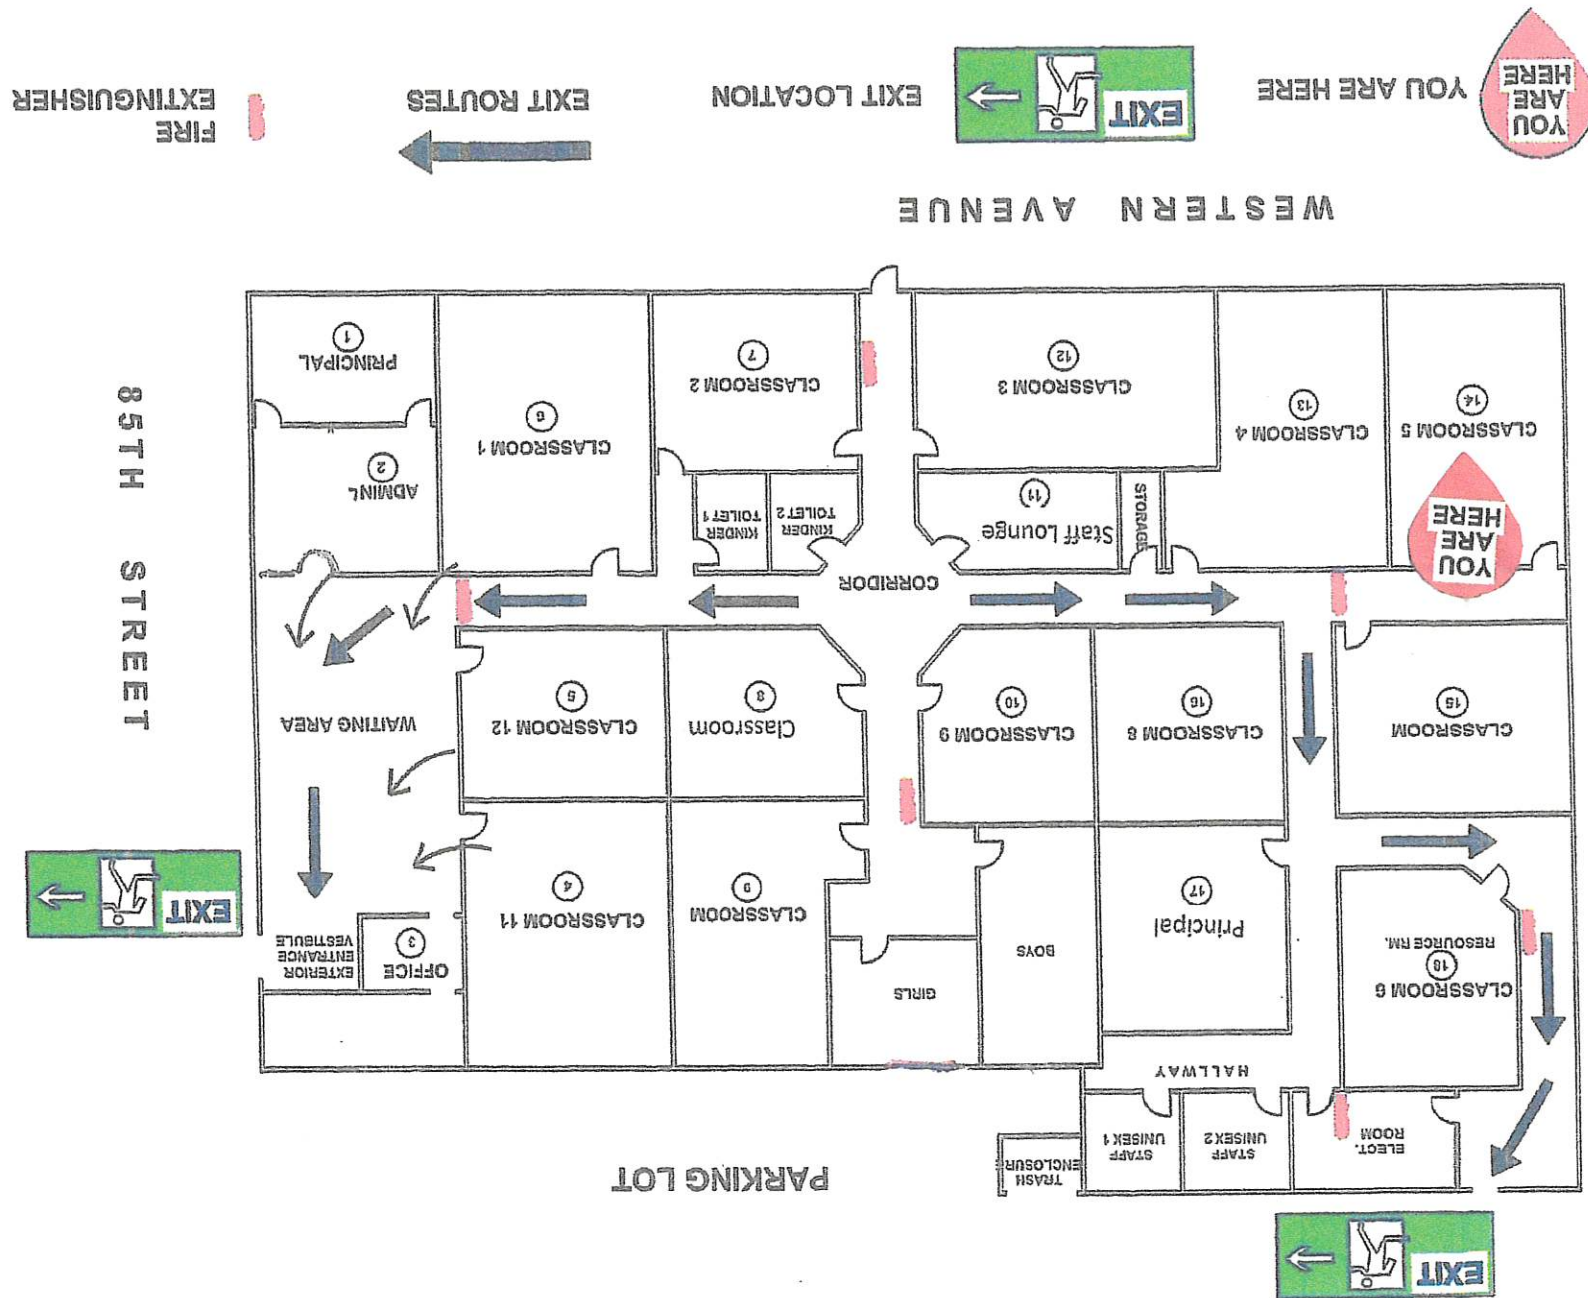 EXIT
PARKING LOT
TRASH
ENCLOSURE
ELECT.
ROOM
STAFF
UNISEX 2
STAFF
UNISEX 1
HALLWAY
CLASSROOM 6
18
RESOURCE RM.
Principal
17
BOYS
GIRLS
CLASSROOM
9
CLASSROOM 11
4
OFFICE
3
EXTERIOR
ENTRANCE
VESTIBULE
EXIT
CLASSROOM
15
CLASSROOM 8
16
CLASSROOM 9
10
Classroom
8
CLASSROOM 12
5
WAITING AREA
85TH STREET
CORRIDOR
YOU
ARE
HERE
CLASSROOM 5
14
CLASSROOM 4
13
STORAGE
Staff Lounge
11
CLASSROOM 3
12
KINDER
TOILET 2
KINDER
TOILET 1
CLASSROOM 2
7
CLASSROOM 1
6
ADMIN'L
2
PRINCIPAL
1
WESTERN AVENUE
YOU
ARE
HERE
YOU ARE HERE
EXIT
EXIT LOCATION
EXIT ROUTES
FIRE
EXTINGUISHER